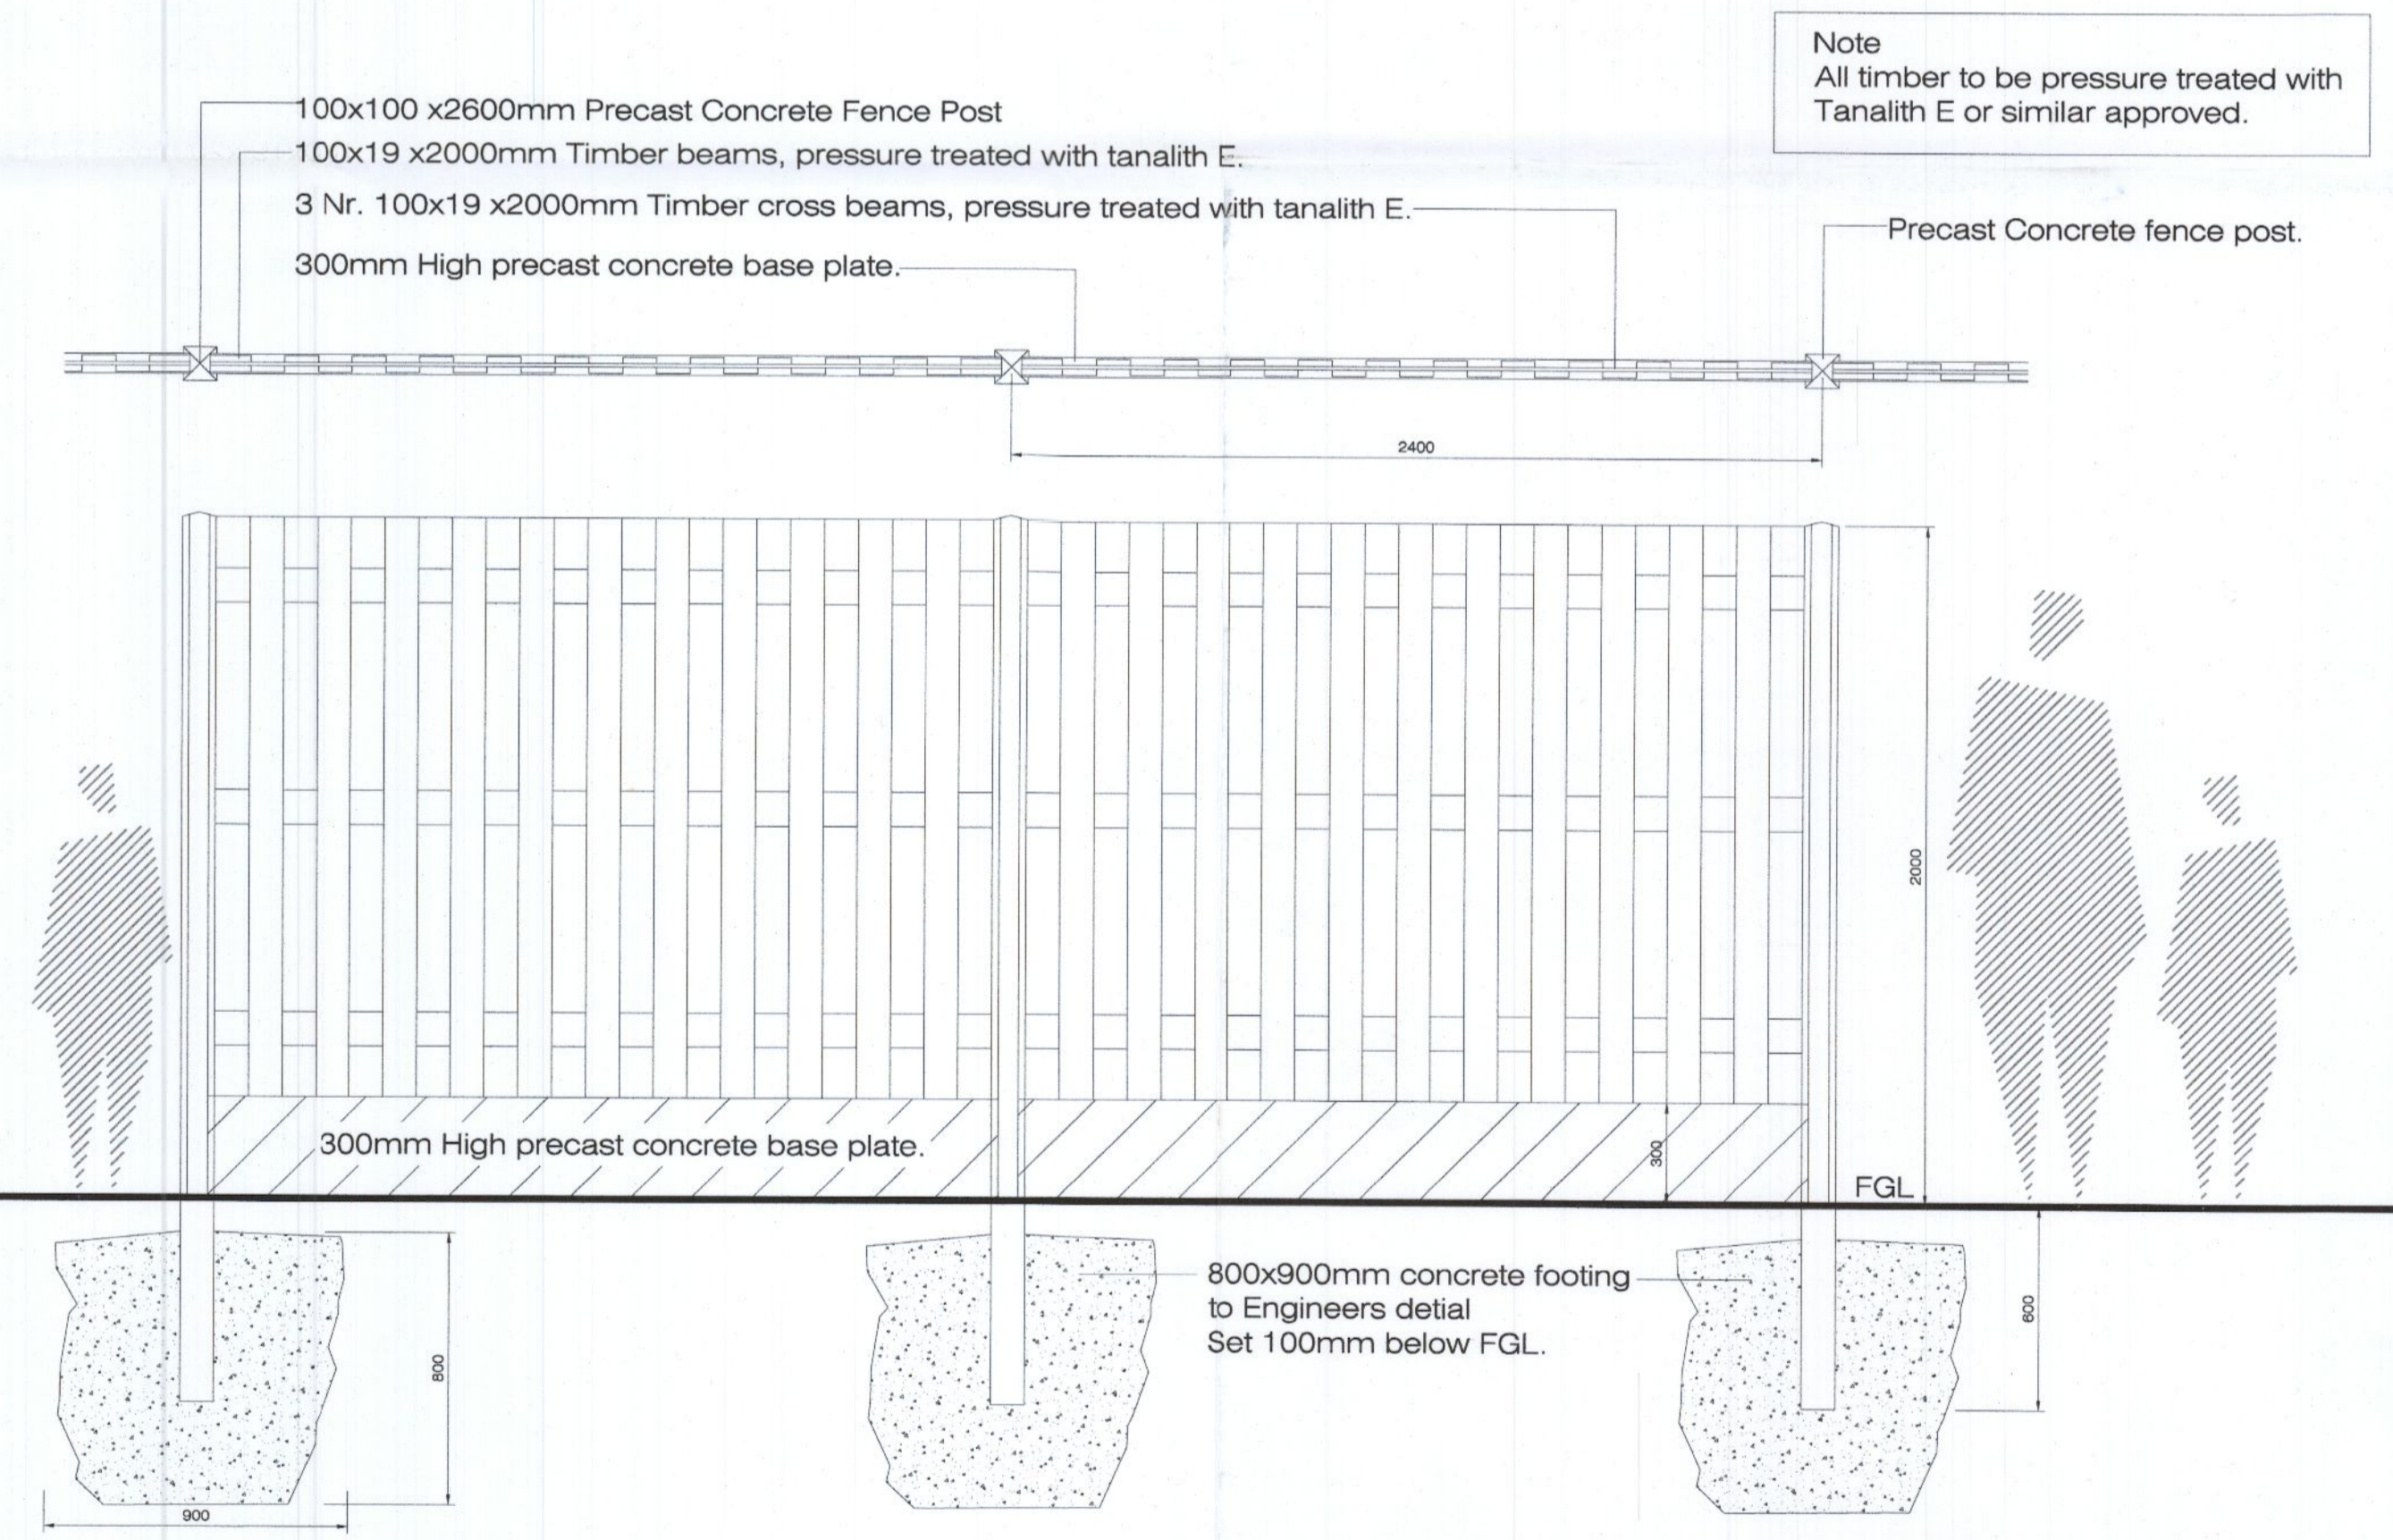 Note
All timber to be pressure treated with
Tanalith E or similar approved.
100x100 x2600mm Precast Concrete Fence Post
100x19 x2000mm Timber beams, pressure treated with tanalith E.
3 Nr. 100x19 x2000mm Timber cross beams, pressure treated with tanalith E.
Precast Concrete fence post.
300mm High precast concrete base plate.
2400
2000
300mm High precast concrete base plate.
300
FGL
800x900mm concrete footing
to Engineers detial
Set 100mm below FGL.
600
800
900